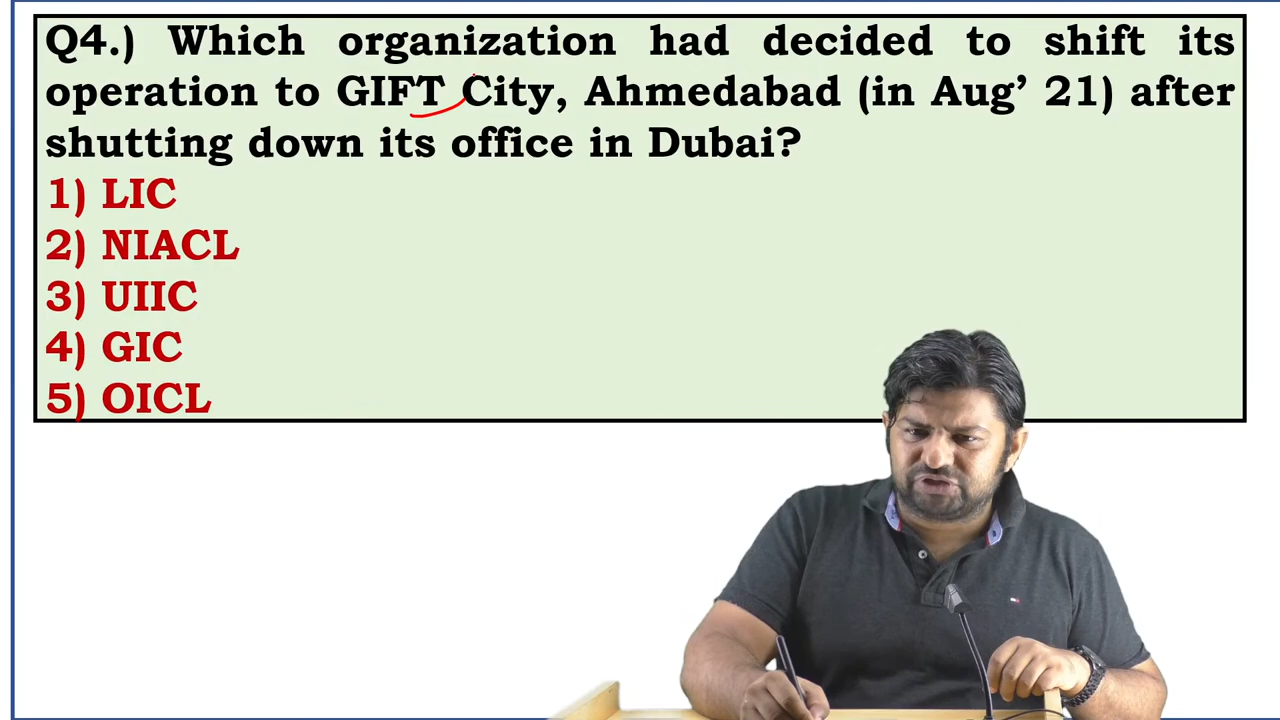 Q4.) Which organization had decided to shift its
operation to GIFT City, Ahmedabad (in Aug’ 21) after
shutting down its office in Dubai?
1) LIC
2) NIACL
3) UIIC
4) GIC
5) OICL